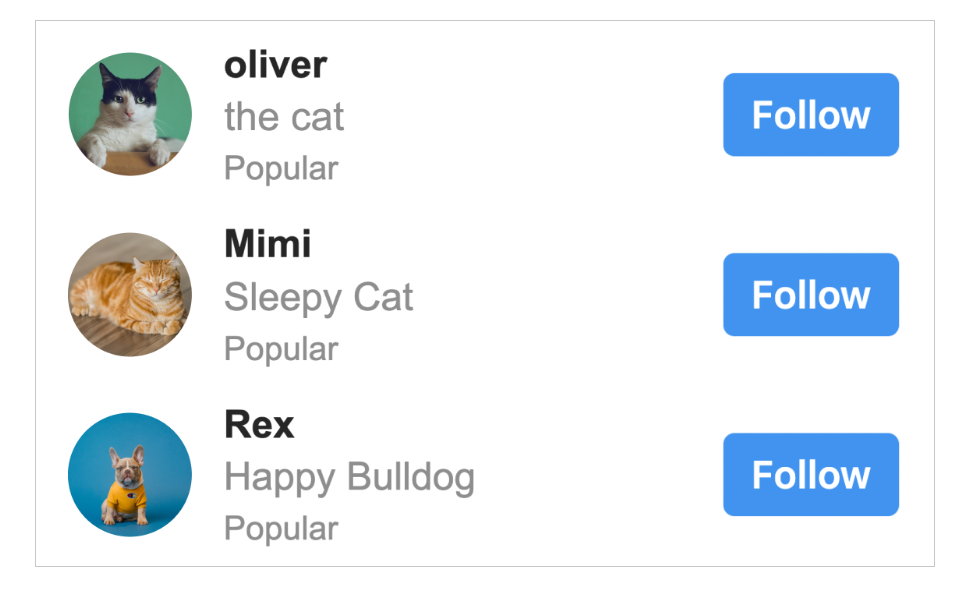 oliver
the cat
Popular
Follow
Mimi
Sleepy Cat
Popular
Follow
Rex
Happy Bulldog
Popular
Follow